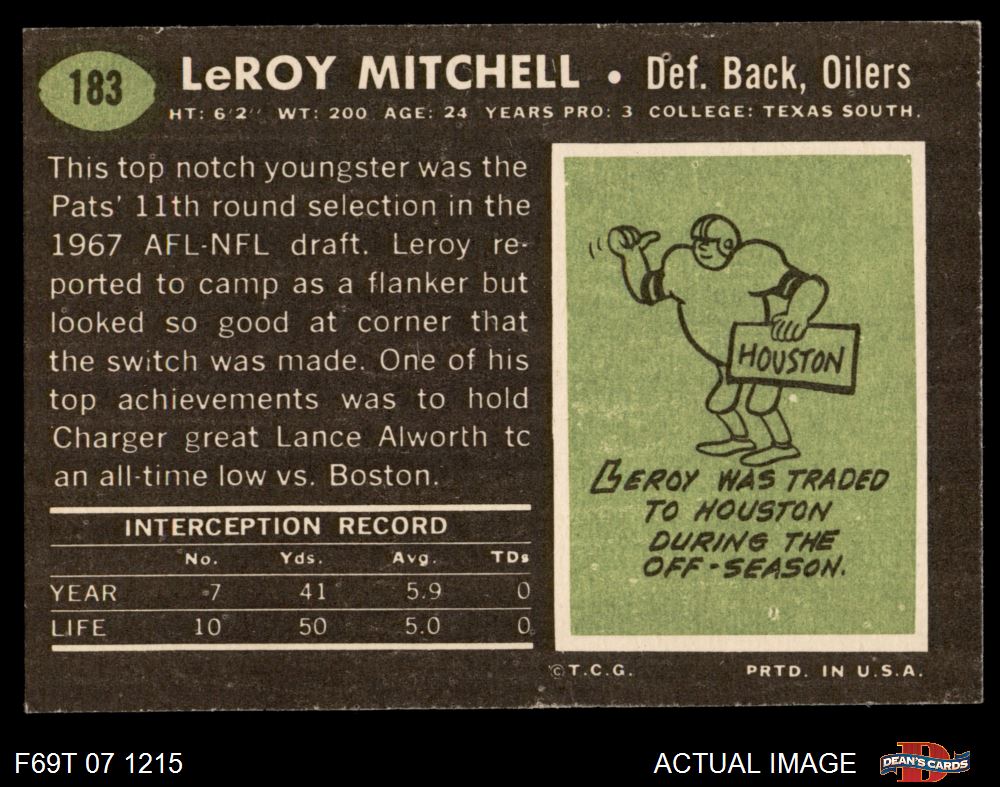 183
LeROY MITCHELL • Def. Back, Oilers
HT: 6'2" WT: 200 AGE: 24 YEARS PRO: 3 COLLEGE: TEXAS SOUTH.
This top notch youngster was the
Pats' 11th round selection in the
1967 AFL-NFL draft. Leroy re-
ported to camp as a flanker but
looked so good at corner that
the switch was made. One of his
top achievements was to hold
Charger great Lance Alworth tc
an all-time low vs. Boston.
INTERCEPTION RECORD
No. Yds. Avg. TDs
YEAR 7 41 5.9 0
LIFE 10 50 5.0 0
HOUSTON
LEROY WAS TRADED
TO HOUSTON
DURING THE
OFF-SEASON.
©T.C.G. PRTD. IN U.S.A.
F69T 07 1215
ACTUAL IMAGE
DEAN'S CARDS